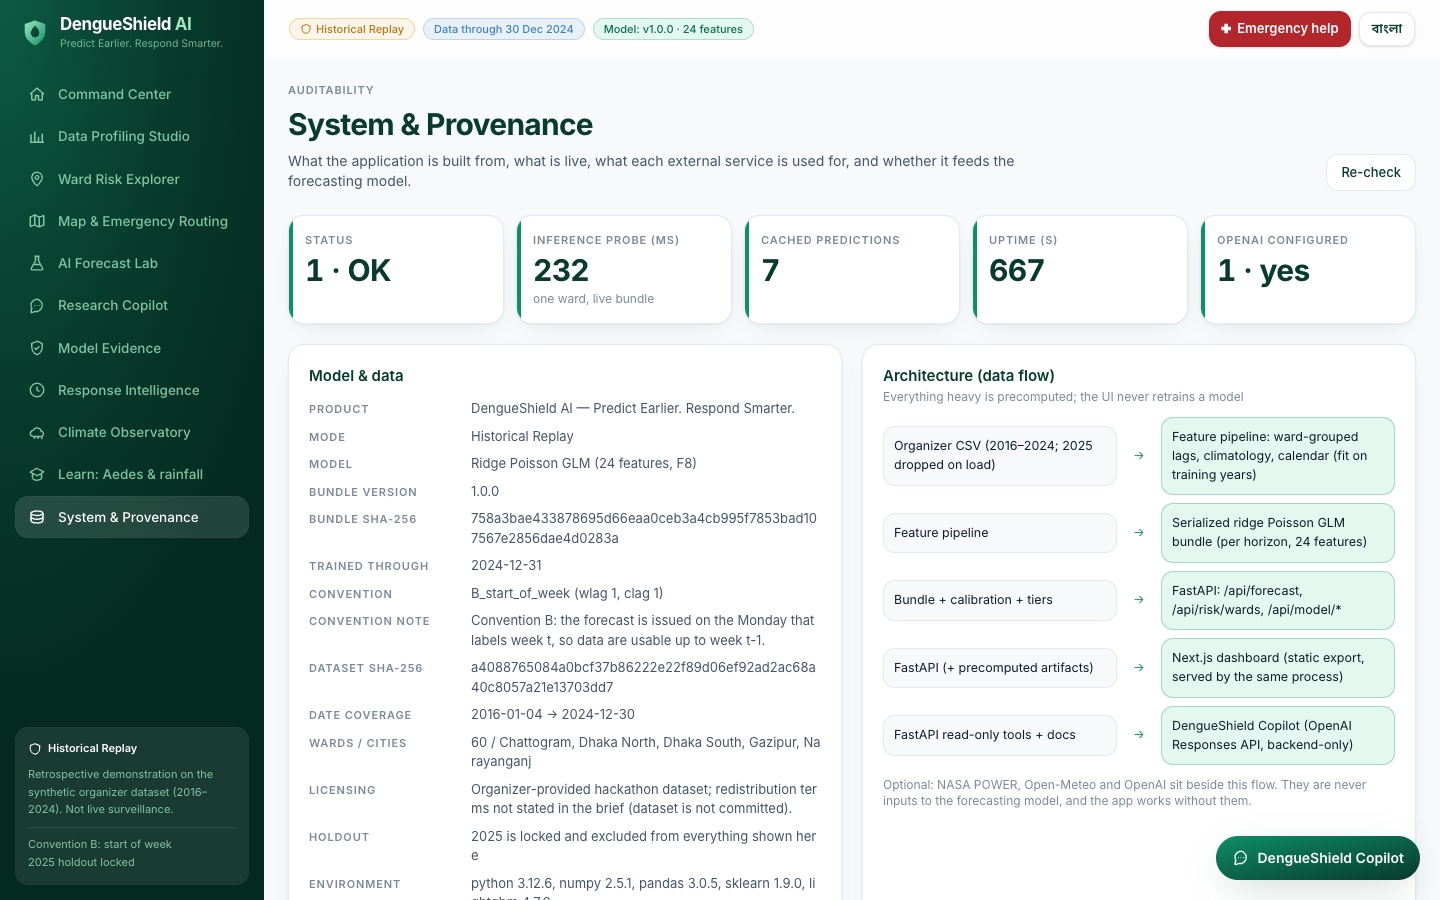 DengueShield AI
Predict Earlier. Respond Smarter.
Command Center
Data Profiling Studio
Ward Risk Explorer
Map & Emergency Routing
AI Forecast Lab
Research Copilot
Model Evidence
Response Intelligence
Climate Observatory
Learn: Aedes & rainfall
System & Provenance
Historical Replay
Retrospective demonstration on the
synthetic organizer dataset (2016–
2024). Not live surveillance.
Convention B: start of week
2025 holdout locked
Historical Replay
Data through 30 Dec 2024
Model: v1.0.0 · 24 features
Emergency help
বাংলা
AUDITABILITY
System & Provenance
What the application is built from, what is live, what each external service is used for, and whether it feeds the
forecasting model.
Re-check
STATUS
1 · OK
INFERENCE PROBE (MS)
232
one ward, live bundle
CACHED PREDICTIONS
7
UPTIME (S)
667
OPENAI CONFIGURED
1 · yes
Model & data
PRODUCT DengueShield AI — Predict Earlier. Respond Smarter.
MODE Historical Replay
MODEL Ridge Poisson GLM (24 features, F8)
BUNDLE VERSION 1.0.0
BUNDLE SHA-256 758a3bae433878695d66eaa0ceb3a4cb995f7853bad10
7567e2856dae4d0283a
TRAINED THROUGH 2024-12-31
CONVENTION B_start_of_week (wlag 1, clag 1)
CONVENTION NOTE Convention B: the forecast is issued on the Monday that
labels week t, so data are usable up to week t-1.
DATASET SHA-256 a4088765084a0bcf37b86222e22f89d06ef92ad2ac68a
40c8057a21e13703dd7
DATE COVERAGE 2016-01-04 → 2024-12-30
WARDS / CITIES 60 / Chattogram, Dhaka North, Dhaka South, Gazipur, Na
rayanganj
LICENSING Organizer-provided hackathon dataset; redistribution ter
ms not stated in the brief (dataset is not committed).
HOLDOUT 2025 is locked and excluded from everything shown her
e
ENVIRONMENT python 3.12.6, numpy 2.5.1, pandas 3.0.5, sklearn 1.9.0, li
Architecture (data flow)
Everything heavy is precomputed; the UI never retrains a model
Organizer CSV (2016–2024; 2025
dropped on load)
→
Feature pipeline: ward-grouped
lags, climatology, calendar (fit on
training years)
Feature pipeline
→
Serialized ridge Poisson GLM
bundle (per horizon, 24 features)
Bundle + calibration + tiers
→
FastAPI: /api/forecast,
/api/risk/wards, /api/model/*
FastAPI (+ precomputed artifacts)
→
Next.js dashboard (static export,
served by the same process)
FastAPI read-only tools + docs
→
DengueShield Copilot (OpenAI
Responses API, backend-only)
Optional: NASA POWER, Open-Meteo and OpenAI sit beside this flow. They are never
inputs to the forecasting model, and the app works without them.
DengueShield Copilot